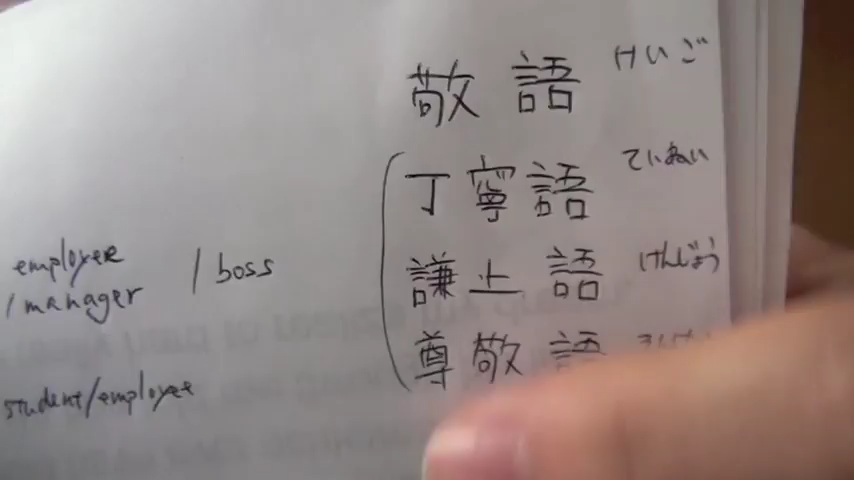 敬語 けいご
丁寧語 ていねい
謙上語 けんじょう
尊敬語
employee
/manager / boss
student/employee